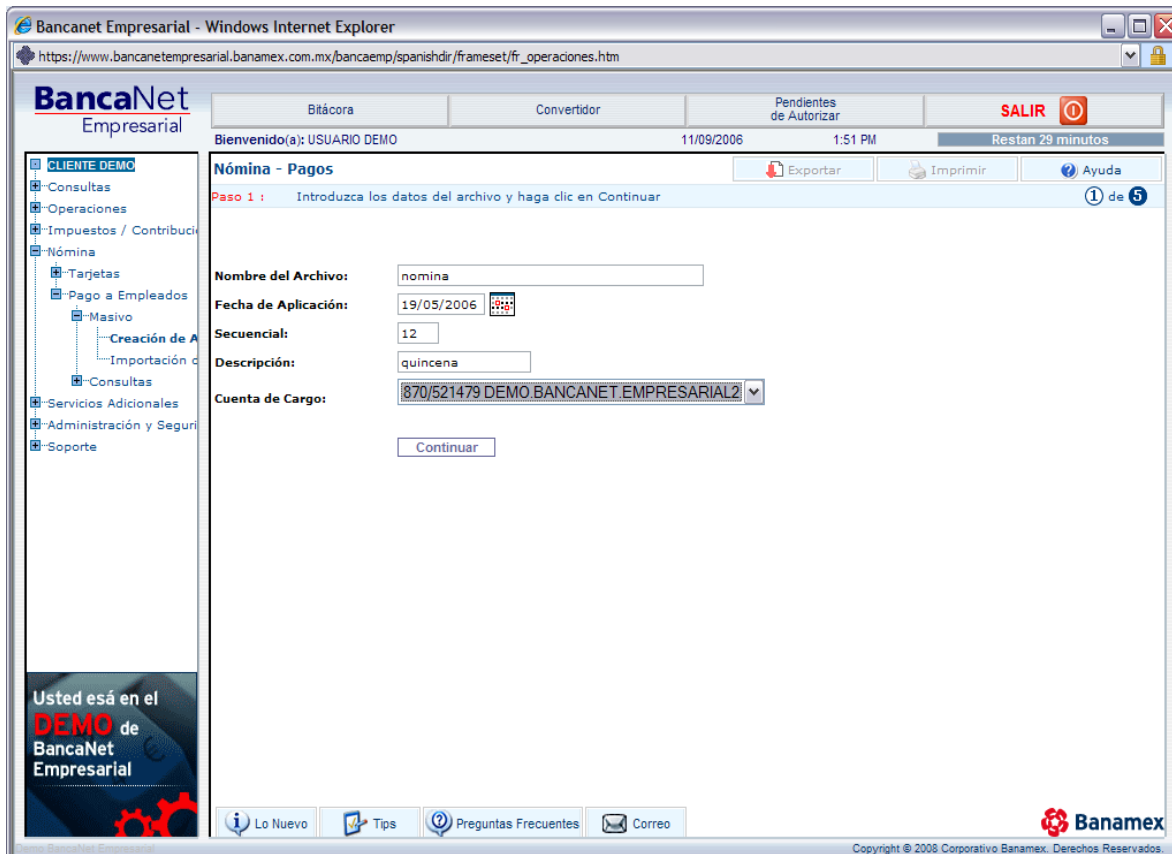 Bancanet Empresarial - Windows Internet Explorer
https://www.bancanetempresarial.banamex.com.mx/bancaemp/spanishdir/frameset/fr_operaciones.htm
BancaNet
Empresarial
Bitácora
Convertidor
Pendientes
de Autorizar
SALIR
Bienvenido(a): USUARIO DEMO
11/09/2006
1:51 PM
Restan 29 minutos
CLIENTE DEMO
Consultas
Operaciones
Impuestos / Contribuci
Nómina
Tarjetas
Pago a Empleados
Masivo
Creación de A
Importación c
Consultas
Servicios Adicionales
Administración y Seguri
Soporte
Nómina - Pagos
Exportar
Imprimir
Ayuda
Paso 1 : Introduzca los datos del archivo y haga clic en Continuar
1 de 5
Nombre del Archivo: nomina
Fecha de Aplicación: 19/05/2006
Secuencial: 12
Descripción: quincena
Cuenta de Cargo: 870/521479 DEMO.BANCANET.EMPRESARIAL2
Continuar
Usted esá en el
DEMO de
BancaNet
Empresarial
Lo Nuevo
Tips
Preguntas Frecuentes
Correo
Banamex
Demo BancaNet Empresarial
Copyright © 2008 Corporativo Banamex. Derechos Reservados.